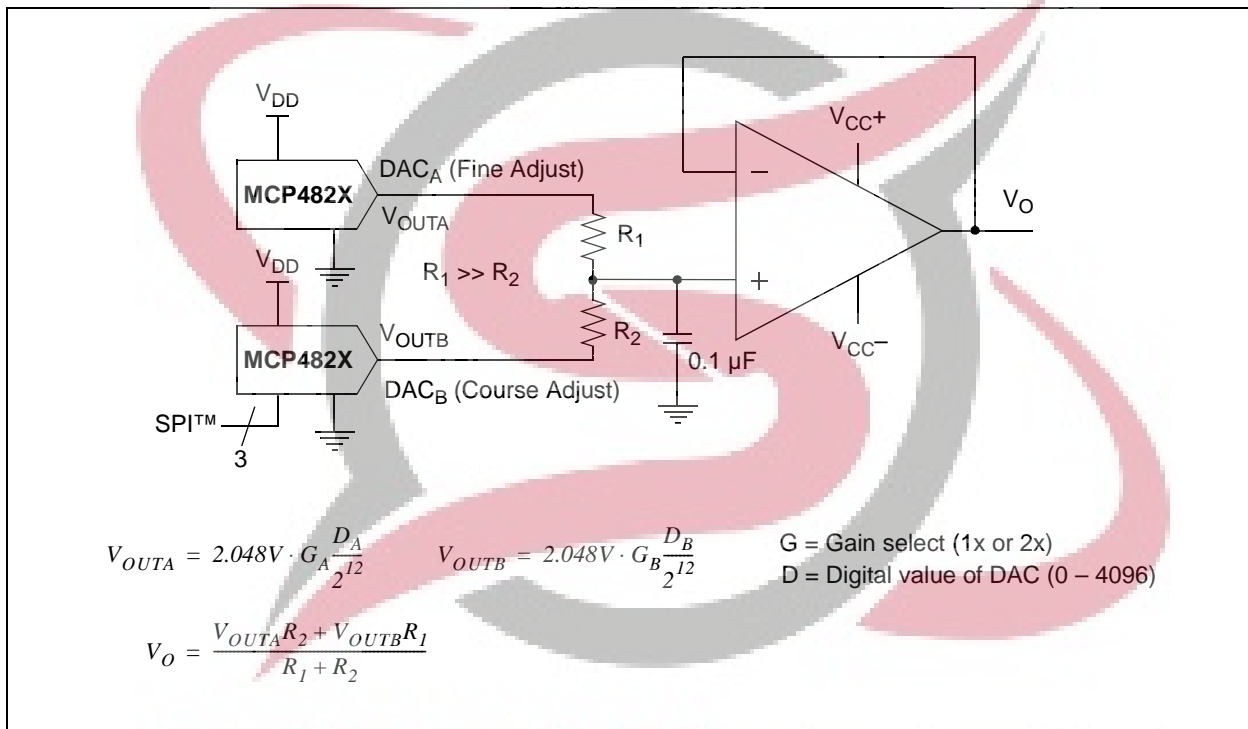 V_DD
MCP482X
DAC_A (Fine Adjust)
V_OUTA
V_DD
MCP482X
V_OUTB
DAC_B (Course Adjust)
SPI™
3
R_1 >> R_2
R_1
R_2
0.1 µF
−
+
V_CC+
V_CC−
V_O
V_OUTA = 2.048V · G_A D_A/2^12
V_OUTB = 2.048V · G_B D_B/2^12
G = Gain select (1x or 2x)
D = Digital value of DAC (0 – 4096)
V_O = (V_OUTA R_2 + V_OUTB R_1)/(R_1 + R_2)